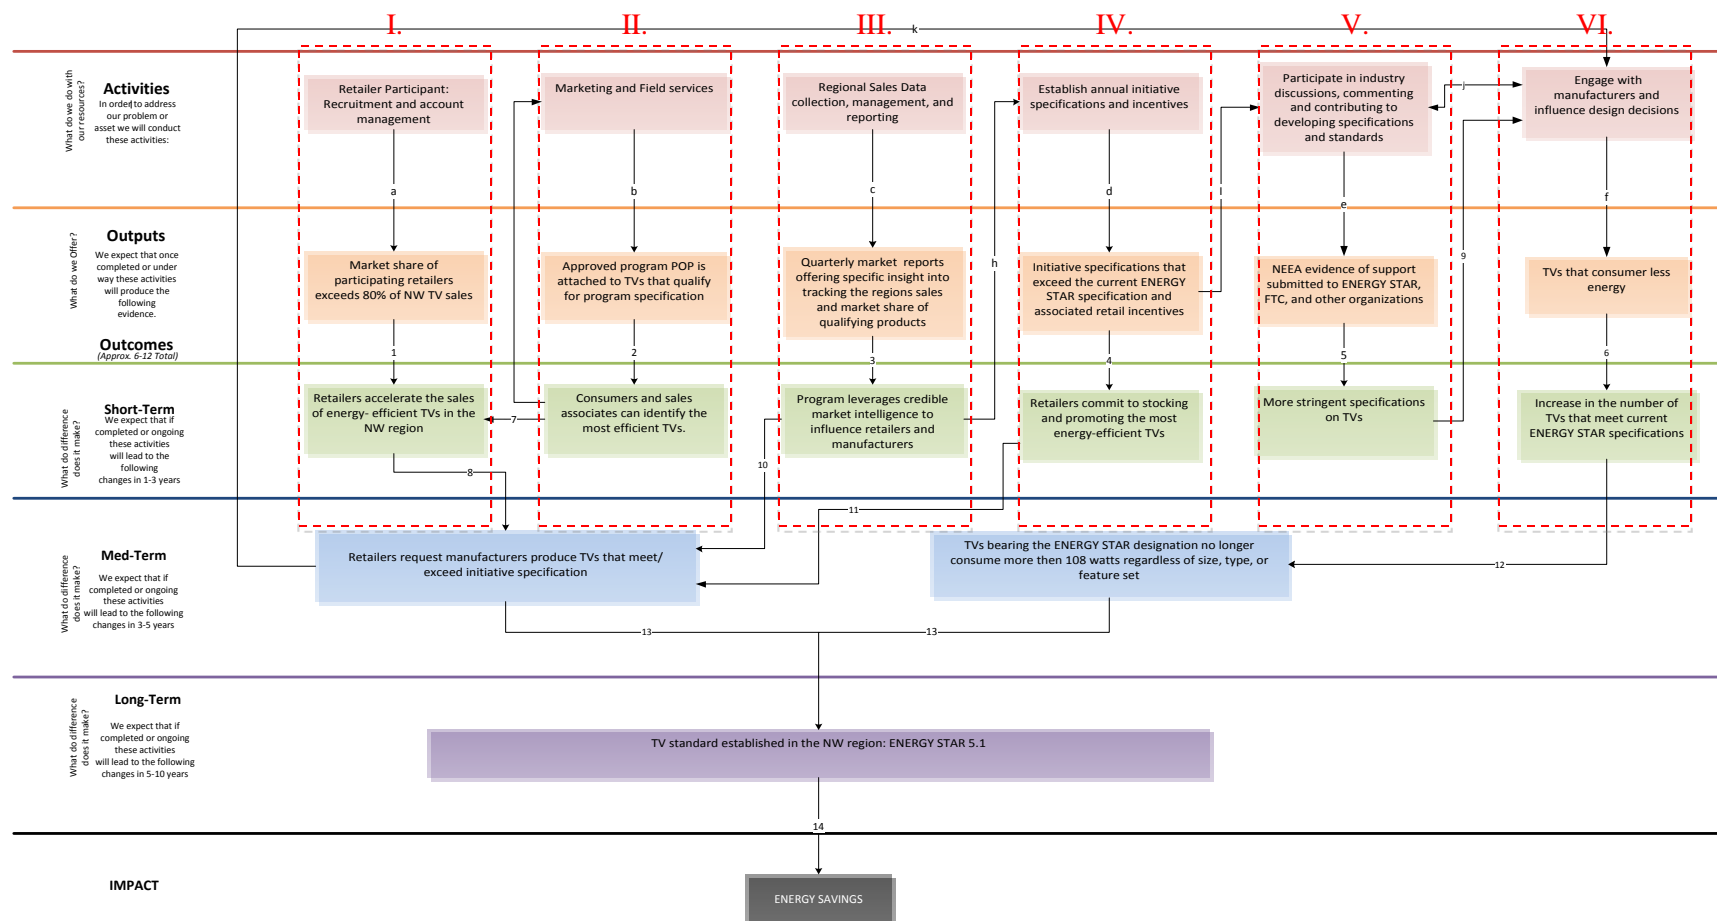 I.
II.
III.
IV.
V.
VI.
k
What do we do with
our resources?
Activities
In order to address
our problem or
asset we will conduct
these activities:
Retailer Participant:
Recruitment and account
management
Marketing and Field services
Regional Sales Data
collection, management, and
reporting
Establish annual initiative
specifications and incentives
Participate in industry
discussions, commenting and
contributing to
developing specifications
and standards
j
Engage with
manufacturers and
influence design decisions
a
b
c
d
l
e
f
What do we Offer?
Outputs
We expect that once
completed or under
way these activities
will produce the
following
evidence.
Market share of
participating retailers
exceeds 80% of NW TV sales
Approved program POP is
attached to TVs that qualify
for program specification
Quarterly market reports
offering specific insight into
tracking the regions sales
and market share of
qualifying products
h
Initiative specifications that
exceed the current ENERGY
STAR specification and
associated retail incentives
NEEA evidence of support
submitted to ENERGY STAR,
FTC, and other organizations
9
TVs that consumer less
energy
Outcomes
(Approx. 6-12 Total)
1
2
3
4
5
6
What do difference
does it make?
Short-Term
We expect that if
completed or ongoing
these activities
will lead to the
following
changes in 1-3 years
Retailers accelerate the sales
of energy- efficient TVs in the
NW region
7
Consumers and sales
associates can identify the
most efficient TVs.
Program leverages credible
market intelligence to
influence retailers and
manufacturers
Retailers commit to stocking
and promoting the most
energy-efficient TVs
More stringent specifications
on TVs
Increase in the number of
TVs that meet current
ENERGY STAR specifications
8
10
11
12
What do difference
does it make?
Med-Term
We expect that if
completed or ongoing
these activities
will lead to the following
changes in 3-5 years
Retailers request manufacturers produce TVs that meet/
exceed initiative specification
TVs bearing the ENERGY STAR designation no longer
consume more then 108 watts regardless of size, type, or
feature set
13
13
What do difference
does it make?
Long-Term
We expect that if
completed or ongoing
these activities
will lead to the following
changes in 5-10 years
TV standard established in the NW region: ENERGY STAR 5.1
14
IMPACT
ENERGY SAVINGS